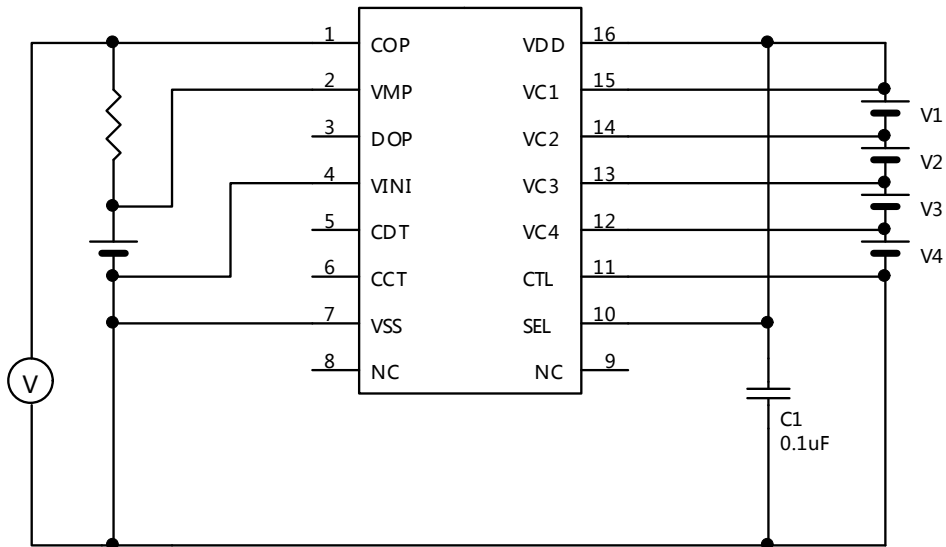 1 COP VDD 16
2 VMP VC1 15
V1
3 DOP VC2 14
V2
4 VINI VC3 13
V3
5 CDT VC4 12
V4
6 CCT CTL 11
7 VSS SEL 10
8 NC NC 9
V
C1
0.1uF